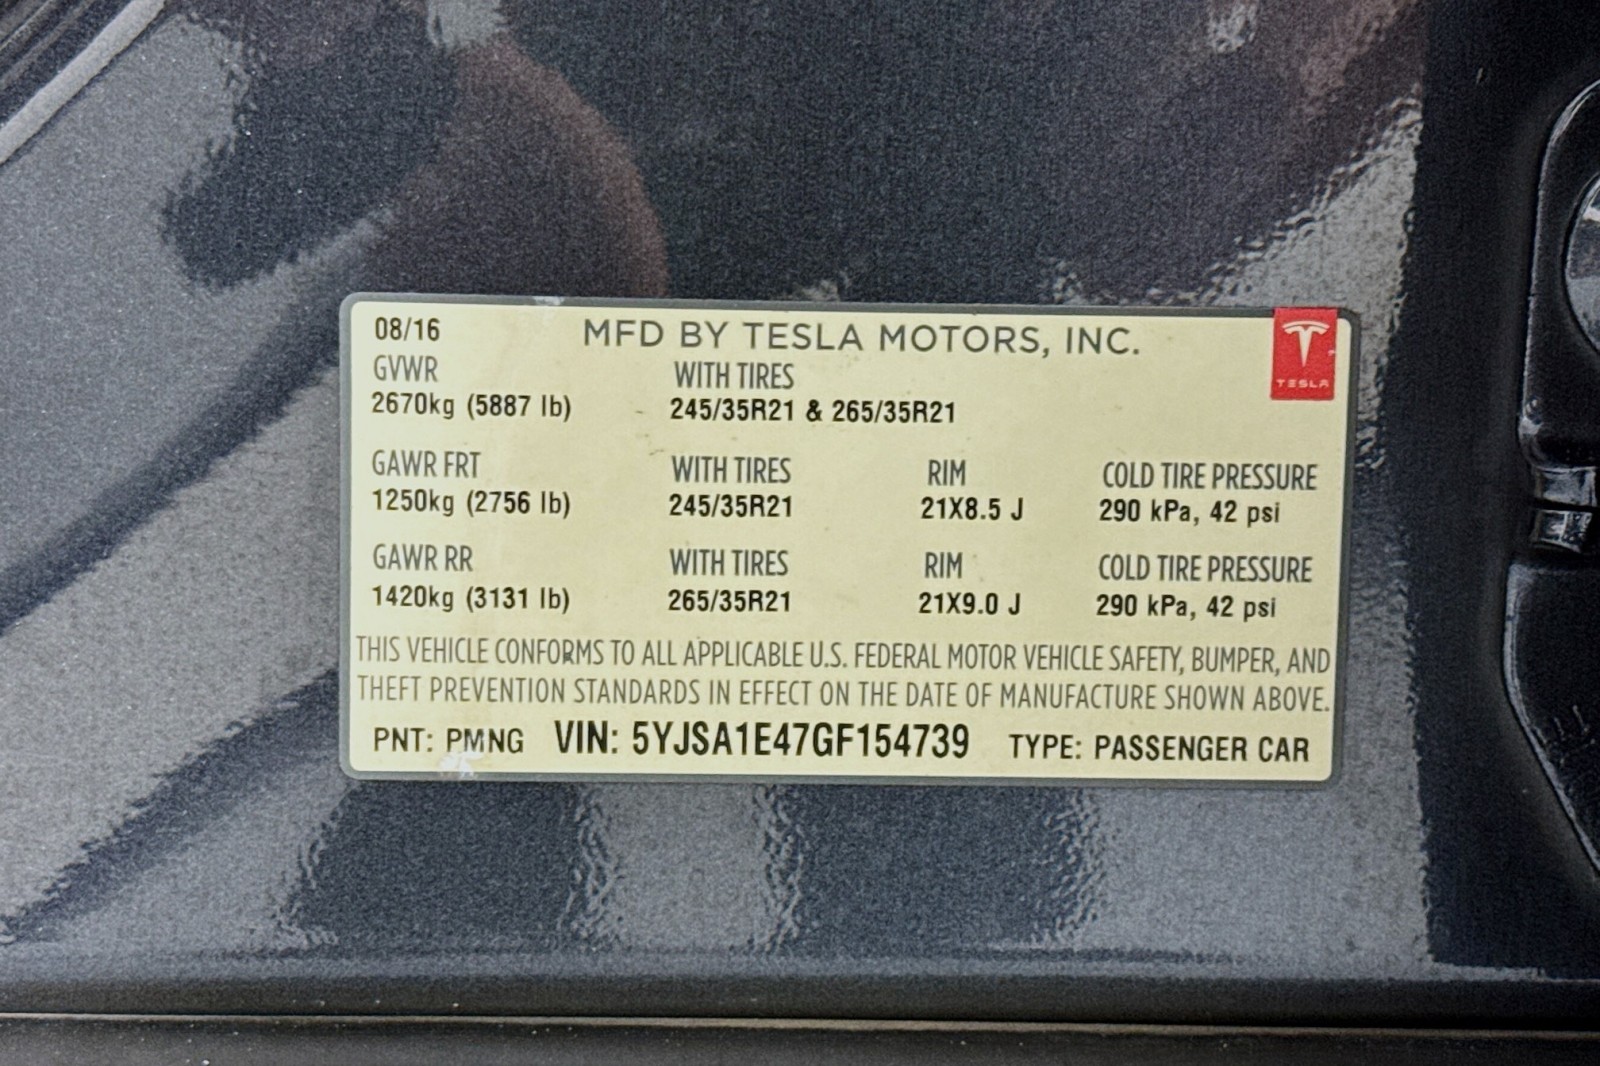 08/16 MFD BY TESLA MOTORS, INC.
TESLA
GVWR WITH TIRES
2670kg (5887 lb) 245/35R21 & 265/35R21
GAWR FRT WITH TIRES RIM COLD TIRE PRESSURE
1250kg (2756 lb) 245/35R21 21X8.5 J 290 kPa, 42 psi
GAWR RR WITH TIRES RIM COLD TIRE PRESSURE
1420kg (3131 lb) 265/35R21 21X9.0 J 290 kPa, 42 psi
THIS VEHICLE CONFORMS TO ALL APPLICABLE U.S. FEDERAL MOTOR VEHICLE SAFETY, BUMPER, AND
THEFT PREVENTION STANDARDS IN EFFECT ON THE DATE OF MANUFACTURE SHOWN ABOVE.
PNT: PMNG VIN: 5YJSA1E47GF154739 TYPE: PASSENGER CAR